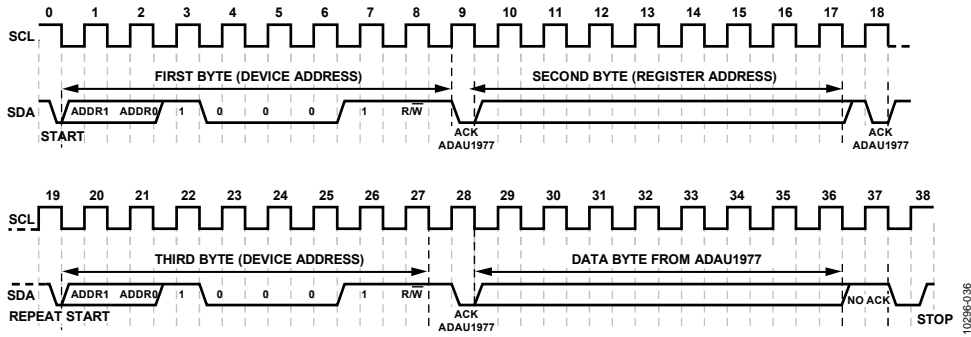 0 1 2 3 4 5 6 7 8 9 10 11 12 13 14 15 16 17 18
SCL
FIRST BYTE (DEVICE ADDRESS) SECOND BYTE (REGISTER ADDRESS)
SDA ADDR1 ADDR0 1 0 0 0 1 R/W
START ACK ADAU1977 ACK ADAU1977
19 20 21 22 23 24 25 26 27 28 29 30 31 32 33 34 35 36 37 38
SCL
THIRD BYTE (DEVICE ADDRESS) DATA BYTE FROM ADAU1977
SDA ADDR1 ADDR0 1 0 0 0 1 R/W NO ACK
REPEAT START ACK ADAU1977 STOP
10296-036